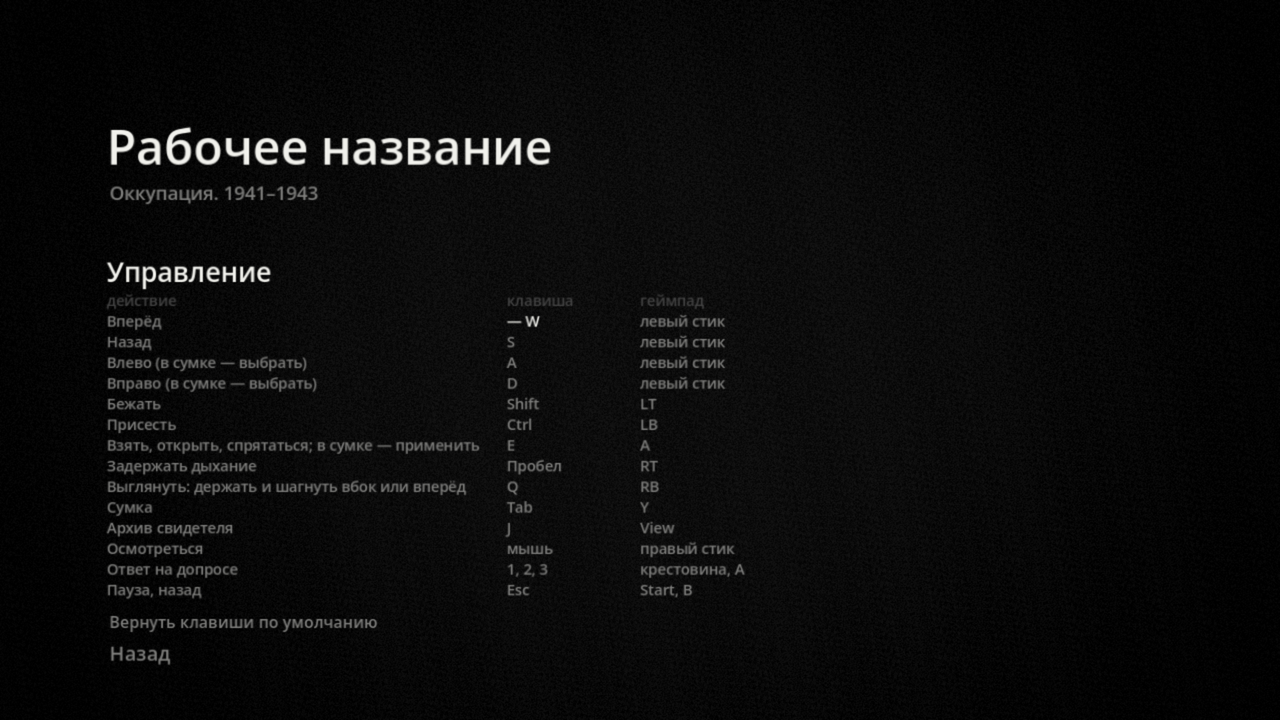 Рабочее название
Оккупация. 1941–1943
Управление
действие клавиша геймпад
Вперёд — W левый стик
Назад S левый стик
Влево (в сумке — выбрать) A левый стик
Вправо (в сумке — выбрать) D левый стик
Бежать Shift LT
Присесть Ctrl LB
Взять, открыть, спрятаться; в сумке — применить E A
Задержать дыхание Пробел RT
Выглянуть: держать и шагнуть вбок или вперёд Q RB
Сумка Tab Y
Архив свидетеля J View
Осмотреться мышь правый стик
Ответ на допросе 1, 2, 3 крестовина, A
Пауза, назад Esc Start, B
Вернуть клавиши по умолчанию
Назад